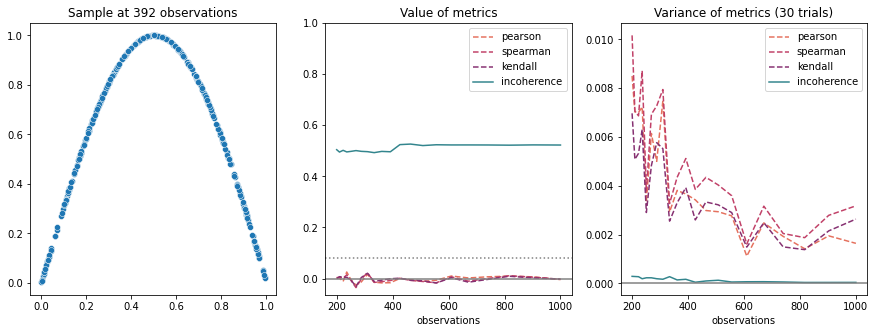 Sample at 392 observations
1.0
0.8
0.6
0.4
0.2
0.0
0.0 0.2 0.4 0.6 0.8 1.0
Value of metrics
1.0
0.8
0.6
0.4
0.2
0.0
pearson
spearman
kendall
incoherence
200 400 600 800 1000
observations
Variance of metrics (30 trials)
0.010
0.008
0.006
0.004
0.002
0.000
pearson
spearman
kendall
incoherence
200 400 600 800 1000
observations